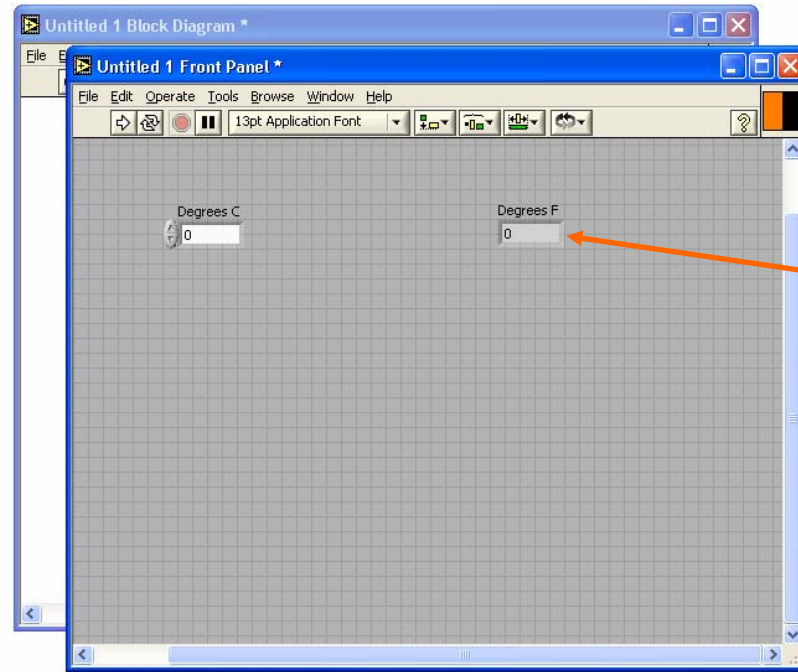 Untitled 1 Block Diagram *
File E
Untitled 1 Front Panel *
File Edit Operate Tools Browse Window Help
13pt Application Font
?
Degrees C
Degrees F
0
0